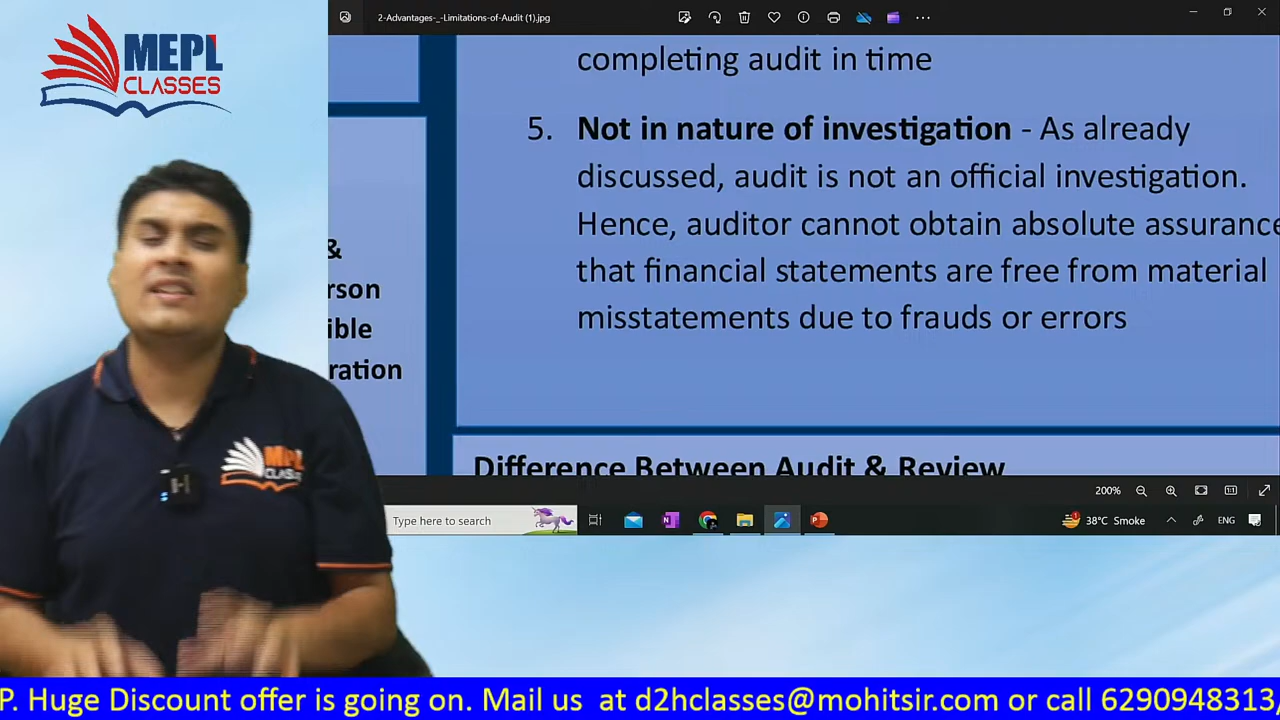 2-Advantages-_-Limitations-of-Audit (1).jpg
MEPL
CLASSES
completing audit in time
5. Not in nature of investigation - As already
discussed, audit is not an official investigation.
Hence, auditor cannot obtain absolute assurance
that financial statements are free from material
misstatements due to frauds or errors
&
rson
ible
ration
MEPL
Difference Between Audit & Review
200%
1:1
Type here to search
38°C Smoke
ENG
P. Huge Discount offer is going on. Mail us at d2hclasses@mohitsir.com or call 6290948313/